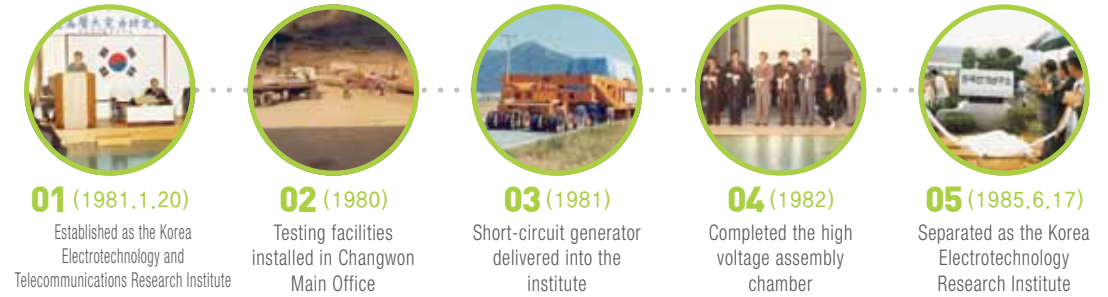 01 (1981.1.20)
Established as the Korea
Electrotechnology and
Telecommunications Research Institute
02 (1980)
Testing facilities
installed in Changwon
Main Office
03 (1981)
Short-circuit generator
delivered into the
institute
04 (1982)
Completed the high
voltage assembly
chamber
05 (1985.6.17)
Separated as the Korea
Electrotechnology
Research Institute